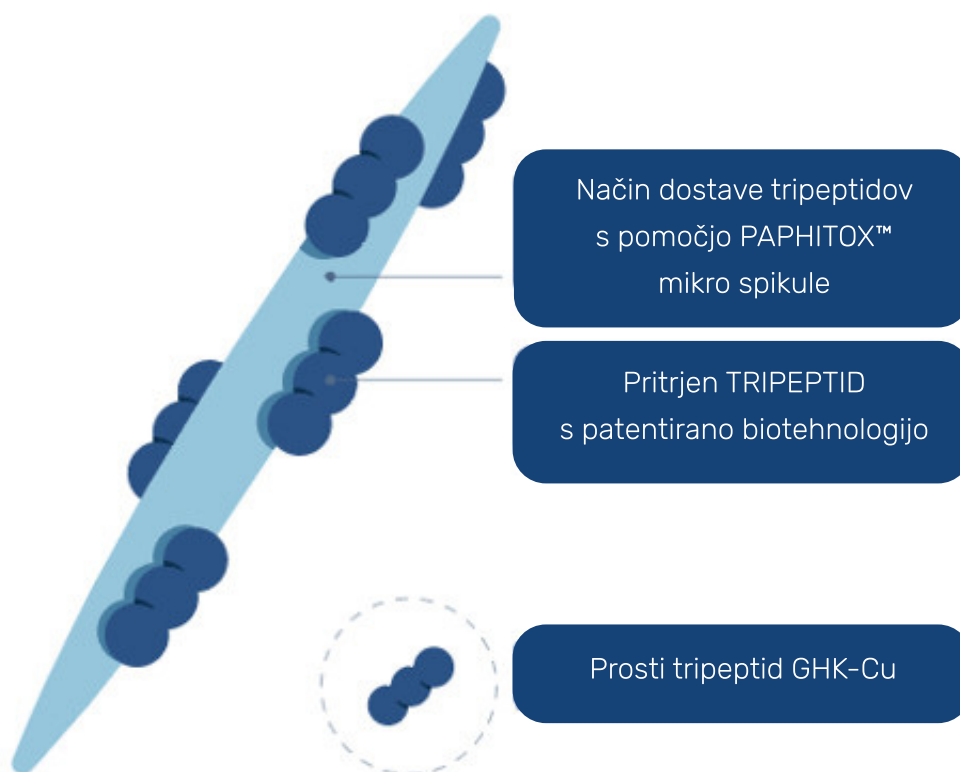 Način dostave tripeptidov
s pomočjo PAPHITOX™
mikro spikule
Pritrjen TRIPEPTID
s patentirano biotehnologijo
Prosti tripeptid GHK-Cu